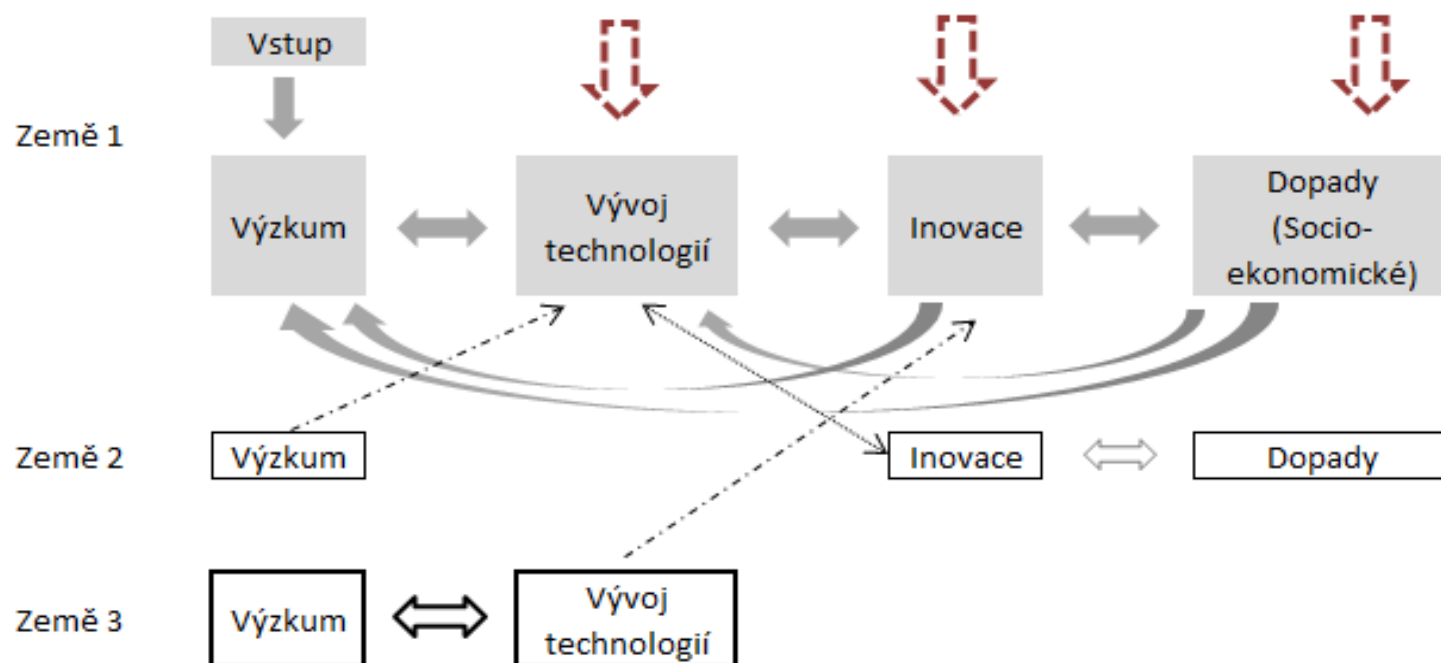 Vstup
Země 1
Výzkum
Vývoj
technologií
Inovace
Dopady
(Socio-
ekonomické)
Země 2
Výzkum
Inovace
Dopady
Země 3
Výzkum
Vývoj
technologií